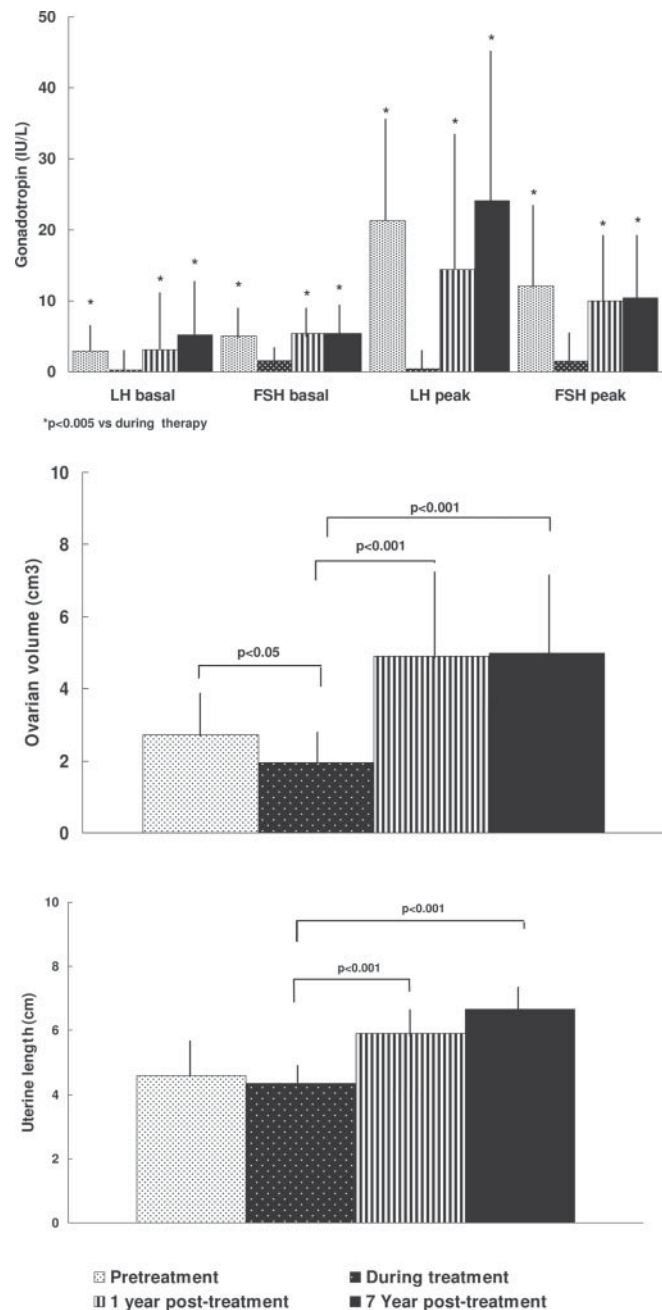 50
40
30
20
10
0
Gonadotropin (IU/L)
* * * * * * * * * * * *
LH basal FSH basal LH peak FSH peak
*p<0.005 vs during therapy
10
8
6
4
2
0
Ovarian volume (cm3)
p<0.001
p<0.001
p<0.05
10
8
6
4
2
0
Uterine length (cm)
p<0.001
p<0.001
Pretreatment During treatment
1 year post-treatment 7 Year post-treatment